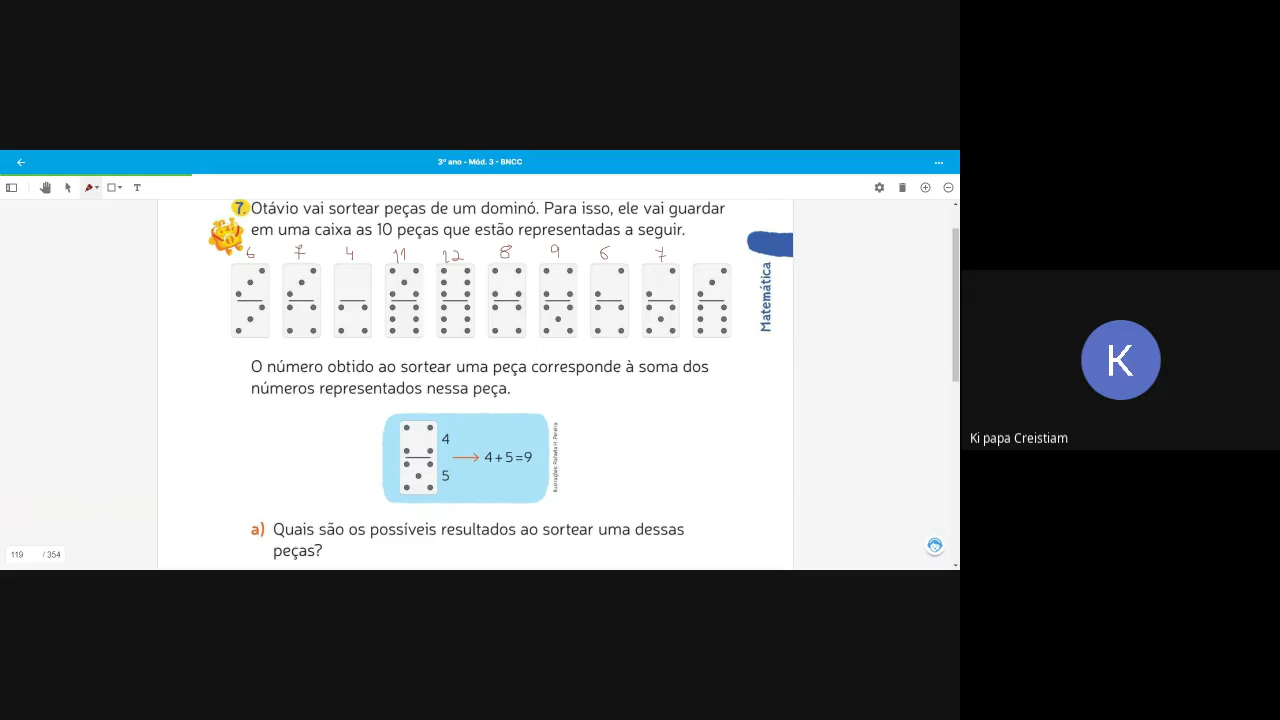 3º ano - Mód. 3 - BNCC
T
7. Otávio vai sortear peças de um dominó. Para isso, ele vai guardar
em uma caixa as 10 peças que estão representadas a seguir.
6 7 4 11 12 8 9 6 7
Matemática
O número obtido ao sortear uma peça corresponde à soma dos
números representados nessa peça.
4
4+5=9
5
Ilustrações: Rafaela H. Pereira
a) Quais são os possíveis resultados ao sortear uma dessas
peças?
119 / 354
K
Ki papa Creistiam